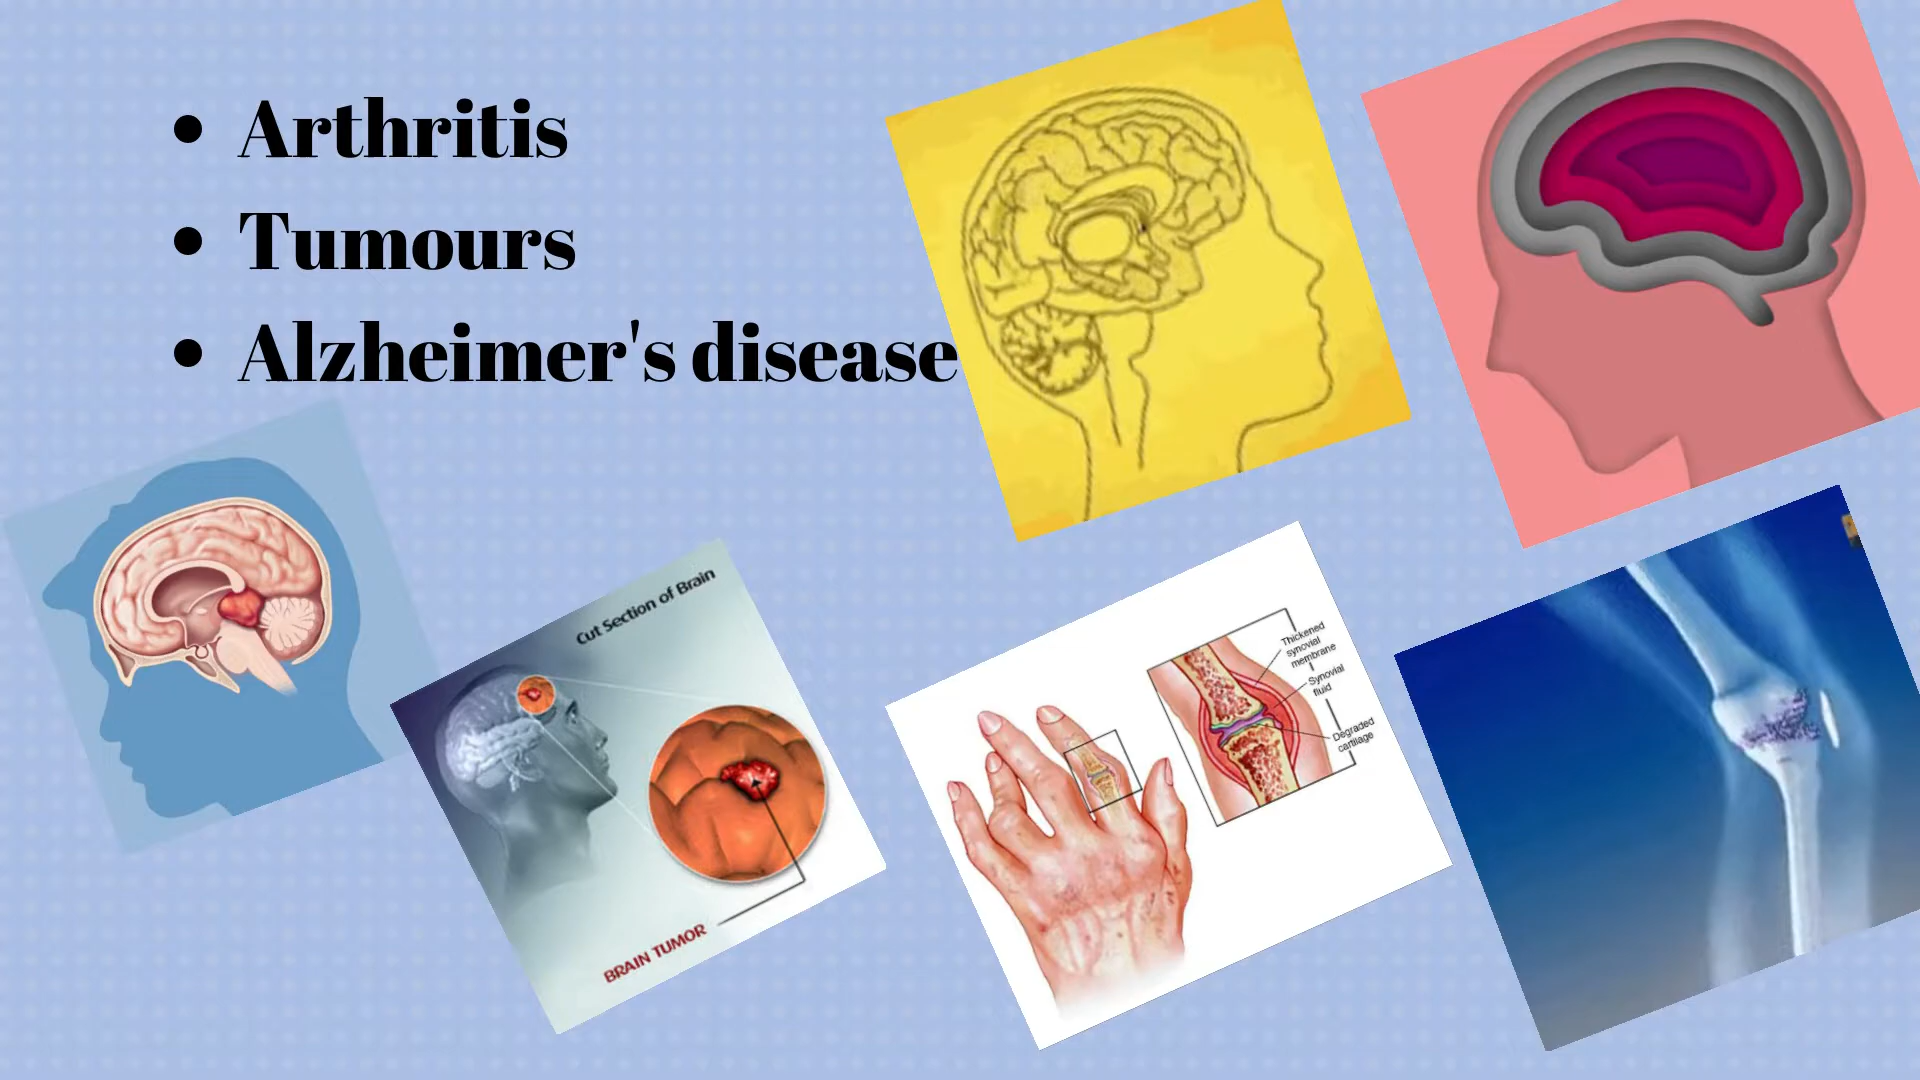 Arthritis
Tumours
Alzheimer's disease
Cut Section of Brain
BRAIN TUMOR
Thickened
synovial
membrane
Synovial
fluid
Degraded
cartilage